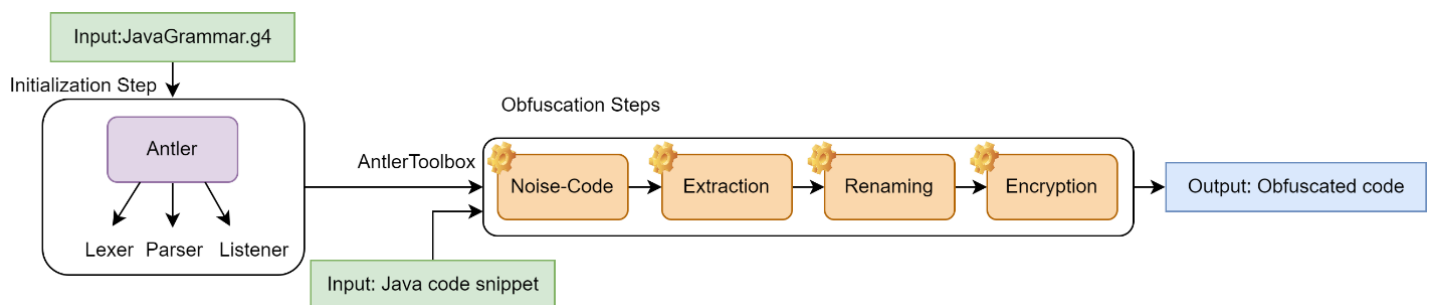 Input:JavaGrammar.g4
Initialization Step
Antler
Lexer Parser Listener
AntlerToolbox
Input: Java code snippet
Obfuscation Steps
Noise-Code
Extraction
Renaming
Encryption
Output: Obfuscated code